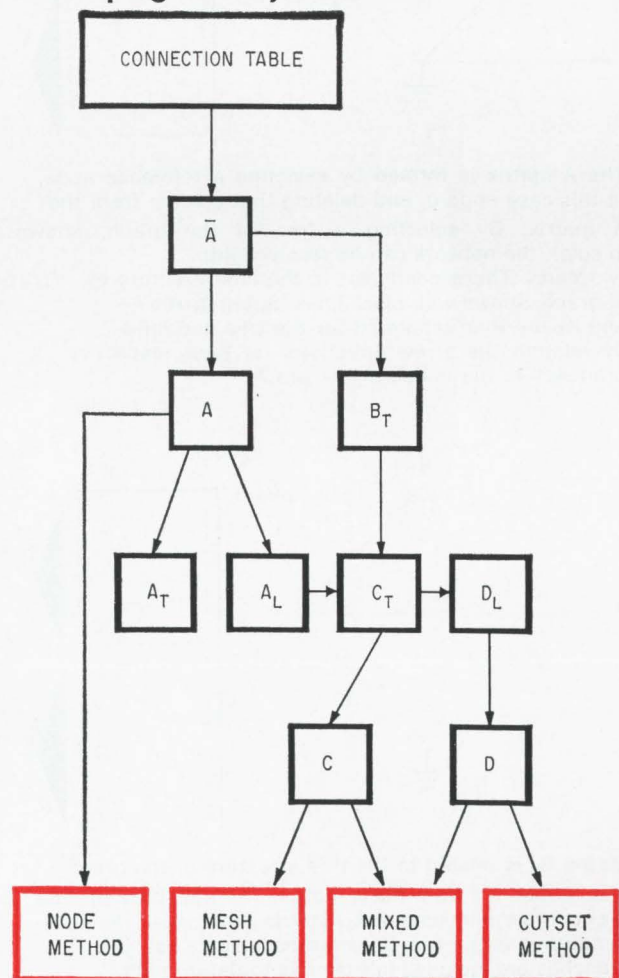 CONNECTION TABLE
Ā
A
B_T
A_T
A_L
C_T
D_L
C
D
NODE
METHOD
MESH
METHOD
MIXED
METHOD
CUTSET
METHOD